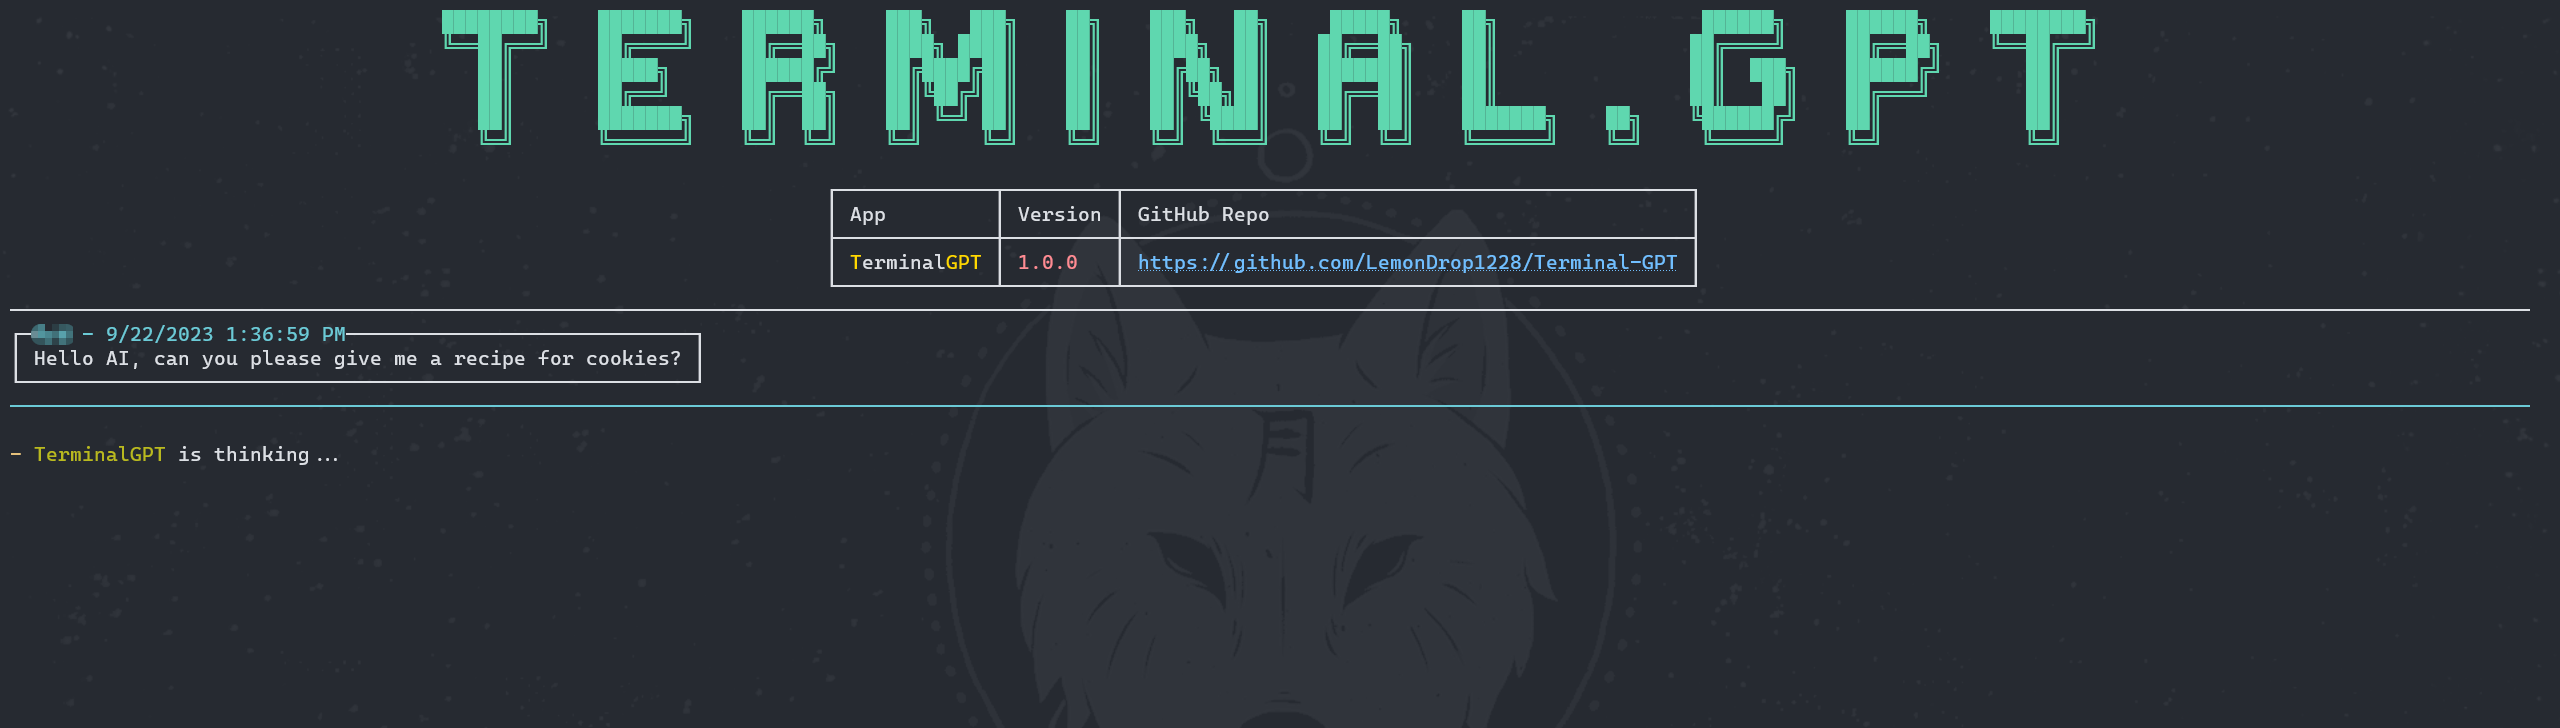 TERMINAL.GPT
App Version GitHub Repo
TerminalGPT 1.0.0 https://github.com/LemonDrop1228/Terminal-GPT
- 9/22/2023 1:36:59 PM
Hello AI, can you please give me a recipe for cookies?
月
- TerminalGPT is thinking...